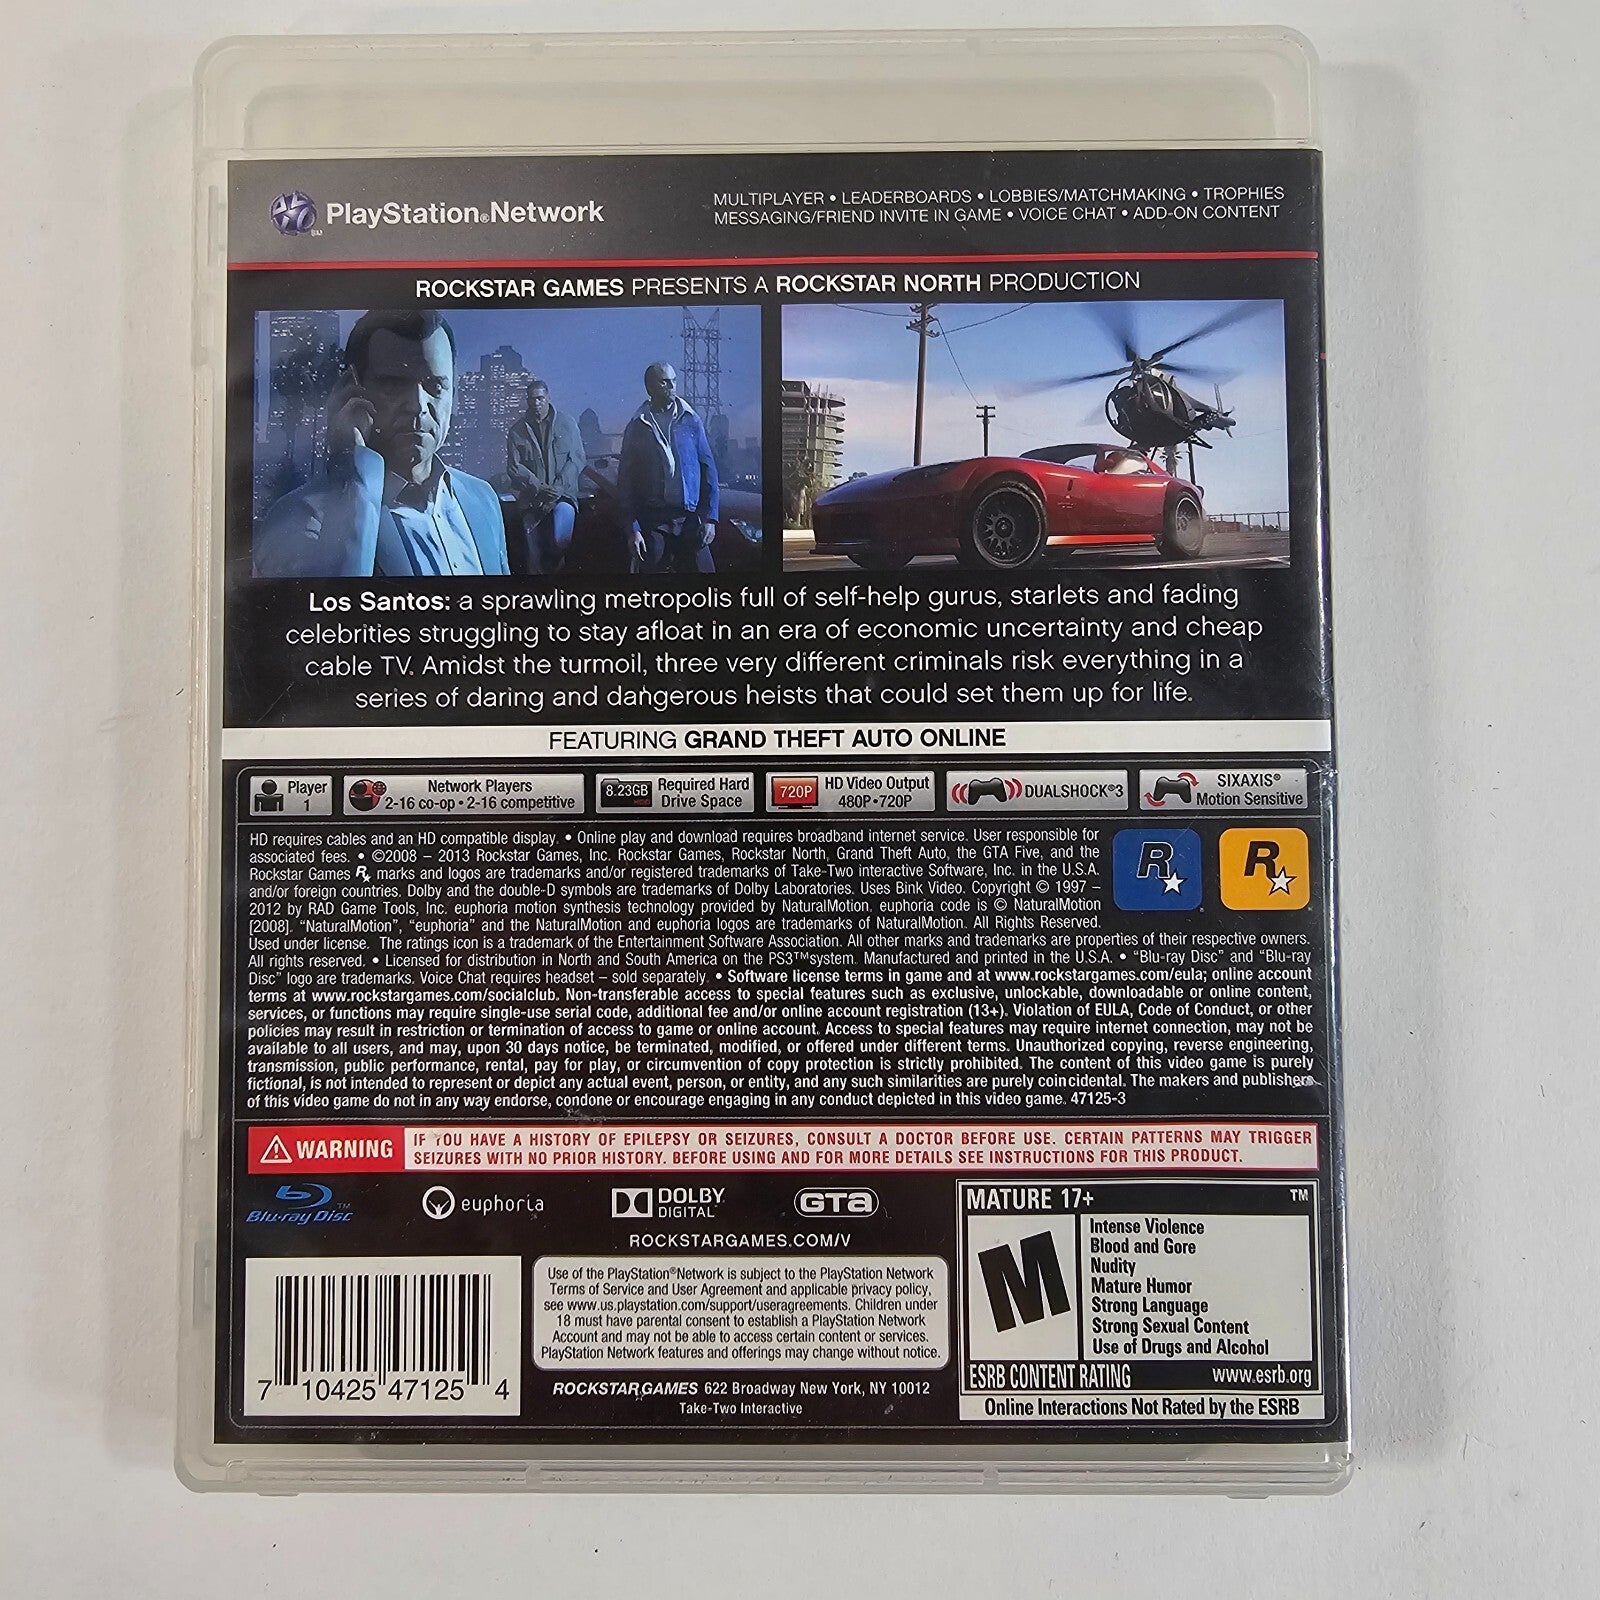 PlayStation®Network
MULTIPLAYER • LEADERBOARDS • LOBBIES/MATCHMAKING • TROPHIES
MESSAGING/FRIEND INVITE IN GAME • VOICE CHAT • ADD-ON CONTENT
ROCKSTAR GAMES PRESENTS A ROCKSTAR NORTH PRODUCTION
Los Santos: a sprawling metropolis full of self-help gurus, starlets and fading
celebrities struggling to stay afloat in an era of economic uncertainty and cheap
cable TV. Amidst the turmoil, three very different criminals risk everything in a
series of daring and dangerous heists that could set them up for life.
FEATURING GRAND THEFT AUTO ONLINE
Player
1
Network Players
2-16 co-op • 2-16 competitive
8.23GB
Required Hard
Drive Space
720P
HD Video Output
480P•720P
DUALSHOCK®3
SIXAXIS®
Motion Sensitive
HD requires cables and an HD compatible display. • Online play and download requires broadband internet service. User responsible for
associated fees. • ©2008 – 2013 Rockstar Games, Inc. Rockstar Games, Rockstar North, Grand Theft Auto, the GTA Five, and the
Rockstar Games R★ marks and logos are trademarks and/or registered trademarks of Take-Two interactive Software, Inc. in the U.S.A.
and/or foreign countries. Dolby and the double-D symbols are trademarks of Dolby Laboratories. Uses Bink Video. Copyright © 1997 –
2012 by RAD Game Tools, Inc. euphoria motion synthesis technology provided by NaturalMotion, euphoria code is © NaturalMotion
[2008]. “NaturalMotion”, “euphoria” and the NaturalMotion and euphoria logos are trademarks of NaturalMotion. All Rights Reserved.
Used under license. The ratings icon is a trademark of the Entertainment Software Association. All other marks and trademarks are properties of their respective owners.
All rights reserved. • Licensed for distribution in North and South America on the PS3™system. Manufactured and printed in the U.S.A. • “Blu-ray Disc” and “Blu-ray
Disc” logo are trademarks. Voice Chat requires headset – sold separately. • Software license terms in game and at www.rockstargames.com/eula; online account
terms at www.rockstargames.com/socialclub. Non-transferable access to special features such as exclusive, unlockable, downloadable or online content,
services, or functions may require single-use serial code, additional fee and/or online account registration (13+). Violation of EULA, Code of Conduct, or other
policies may result in restriction or termination of access to game or online account. Access to special features may require internet connection, may not be
available to all users, and may, upon 30 days notice, be terminated, modified, or offered under different terms. Unauthorized copying, reverse engineering,
transmission, public performance, rental, pay for play, or circumvention of copy protection is strictly prohibited. The content of this video game is purely
fictional, is not intended to represent or depict any actual event, person, or entity, and any such similarities are purely coincidental. The makers and publishers
of this video game do not in any way endorse, condone or encourage engaging in any conduct depicted in this video game. 47125-3
R★
R★
WARNING
IF YOU HAVE A HISTORY OF EPILEPSY OR SEIZURES, CONSULT A DOCTOR BEFORE USE. CERTAIN PATTERNS MAY TRIGGER
SEIZURES WITH NO PRIOR HISTORY. BEFORE USING AND FOR MORE DETAILS SEE INSTRUCTIONS FOR THIS PRODUCT.
Blu-ray Disc™
euphoria
DOLBY
DIGITAL
GTA
ROCKSTARGAMES.COM/V
Use of the PlayStation®Network is subject to the PlayStation Network
Terms of Service and User Agreement and applicable privacy policy,
see www.us.playstation.com/support/useragreements. Children under
18 must have parental consent to establish a PlayStation Network
Account and may not be able to access certain content or services.
PlayStation Network features and offerings may change without notice.
ROCKSTAR GAMES 622 Broadway New York, NY 10012
Take-Two Interactive
7 10425 47125 4
MATURE 17+ ™
M
Intense Violence
Blood and Gore
Nudity
Mature Humor
Strong Language
Strong Sexual Content
Use of Drugs and Alcohol
ESRB CONTENT RATING www.esrb.org
Online Interactions Not Rated by the ESRB